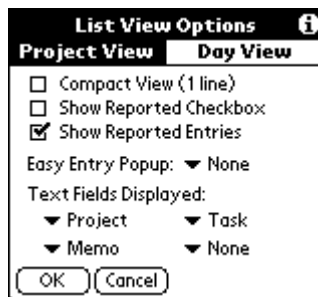 List View Options i
Project View Day View
Compact View (1 line)
Show Reported Checkbox
Show Reported Entries
Easy Entry Popup: None
Text Fields Displayed:
Project Task
Memo None
OK Cancel